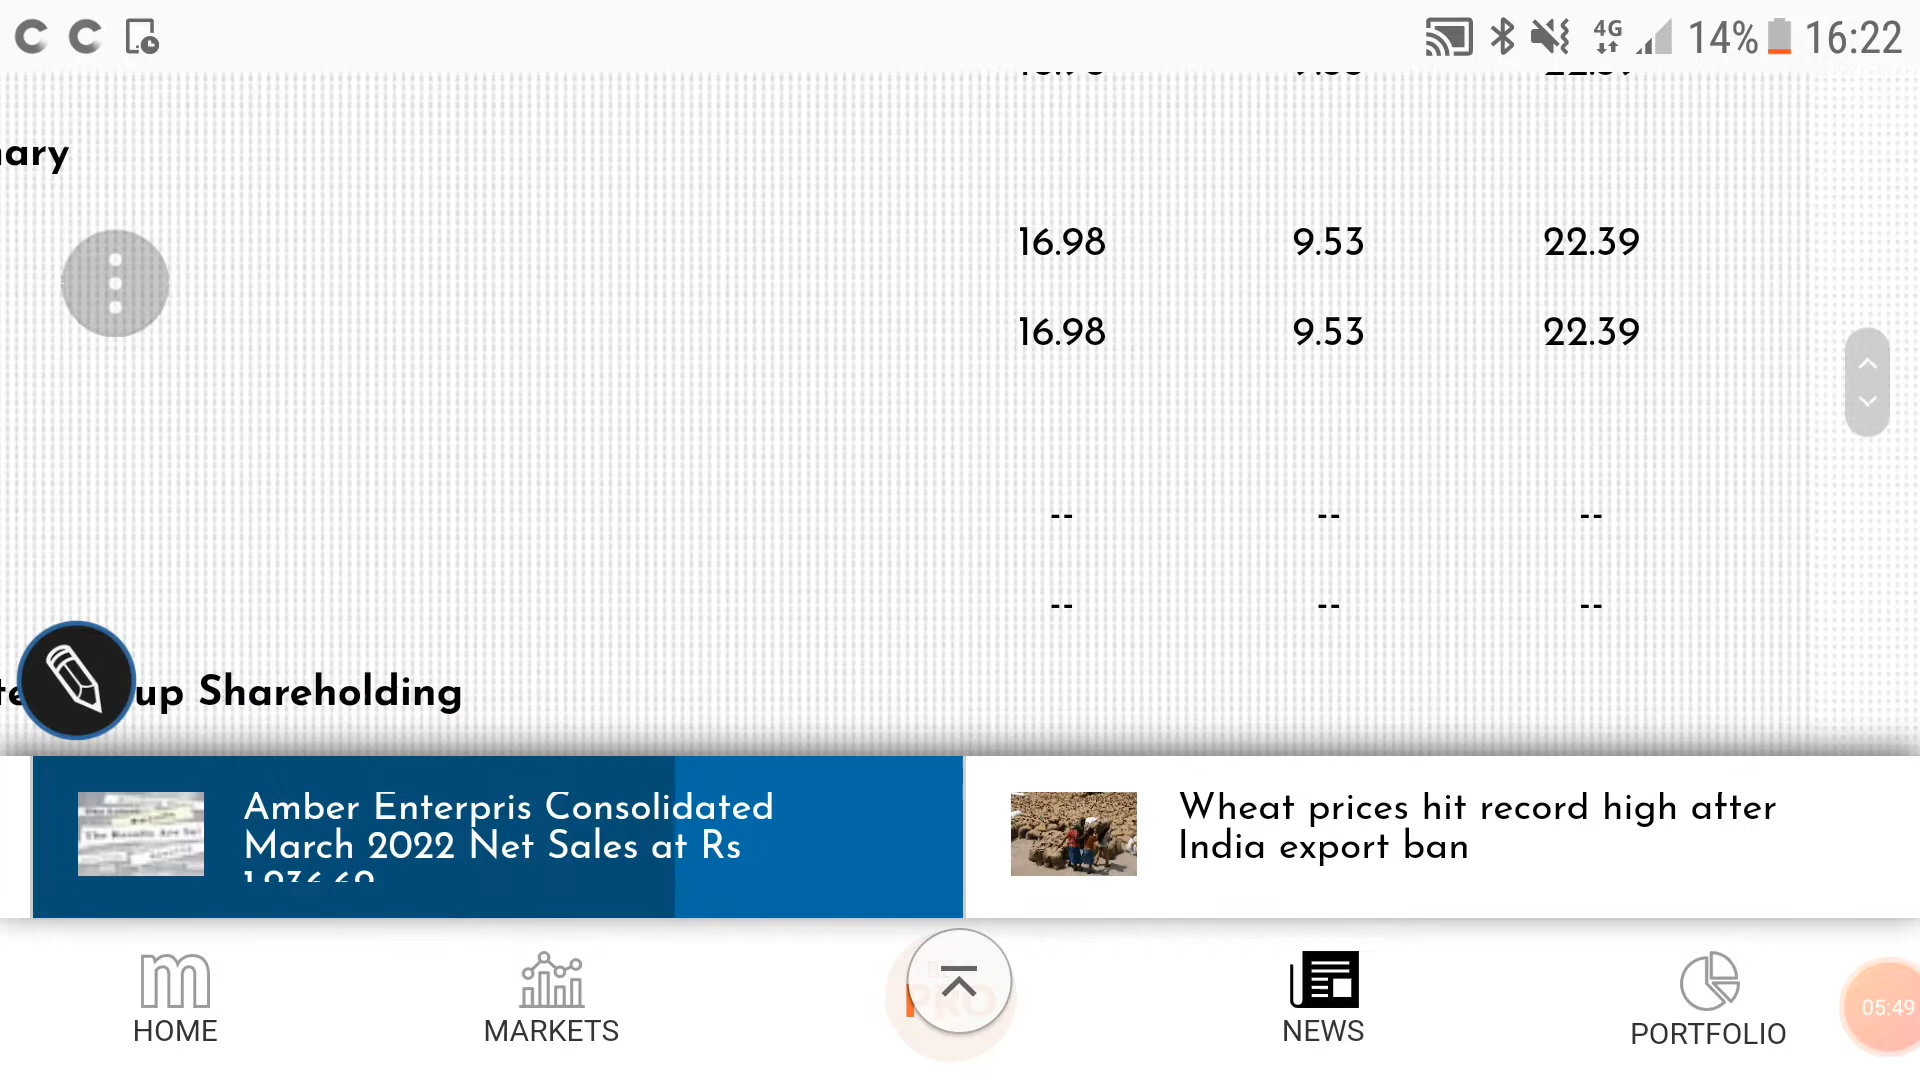 14% 16:22
4G
ary
16.98 9.53 22.39
16.98 9.53 22.39
-- -- --
-- -- --
up Shareholding
Amber Enterpris Consolidated
March 2022 Net Sales at Rs
Wheat prices hit record high after
India export ban
HOME
MARKETS
PRO
NEWS
PORTFOLIO
05:49